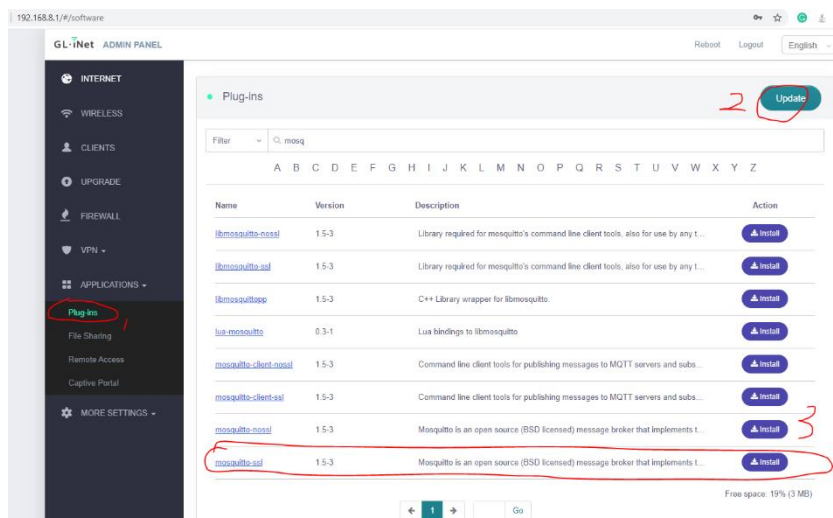 192.168.8.1/#/software
GL·iNet ADMIN PANEL
Reboot Logout English
INTERNET
WIRELESS
CLIENTS
UPGRADE
FIREWALL
VPN
APPLICATIONS
Plug-ins
1
File Sharing
Remote Access
Captive Portal
MORE SETTINGS
Plug-ins
2
Update
Filter mosq
A B C D E F G H I J K L M N O P Q R S T U V W X Y Z
Name Version Description Action
libmosquitto-nossl 1.5-3 Library required for mosquitto's command line client tools, also for use by any t... Install
libmosquitto-ssl 1.5-3 Library required for mosquitto's command line client tools, also for use by any t... Install
libmosquittopp 1.5-3 C++ Library wrapper for libmosquitto. Install
lua-mosquitto 0.3-1 Lua bindings to libmosquitto Install
mosquitto-client-nossl 1.5-3 Command line client tools for publishing messages to MQTT servers and subs... Install
mosquitto-client-ssl 1.5-3 Command line client tools for publishing messages to MQTT servers and subs... Install
mosquitto-nossl 1.5-3 Mosquitto is an open source (BSD licensed) message broker that implements t... Install 3
mosquitto-ssl 1.5-3 Mosquitto is an open source (BSD licensed) message broker that implements t... Install
Free space: 19% (3 MB)
1 Go